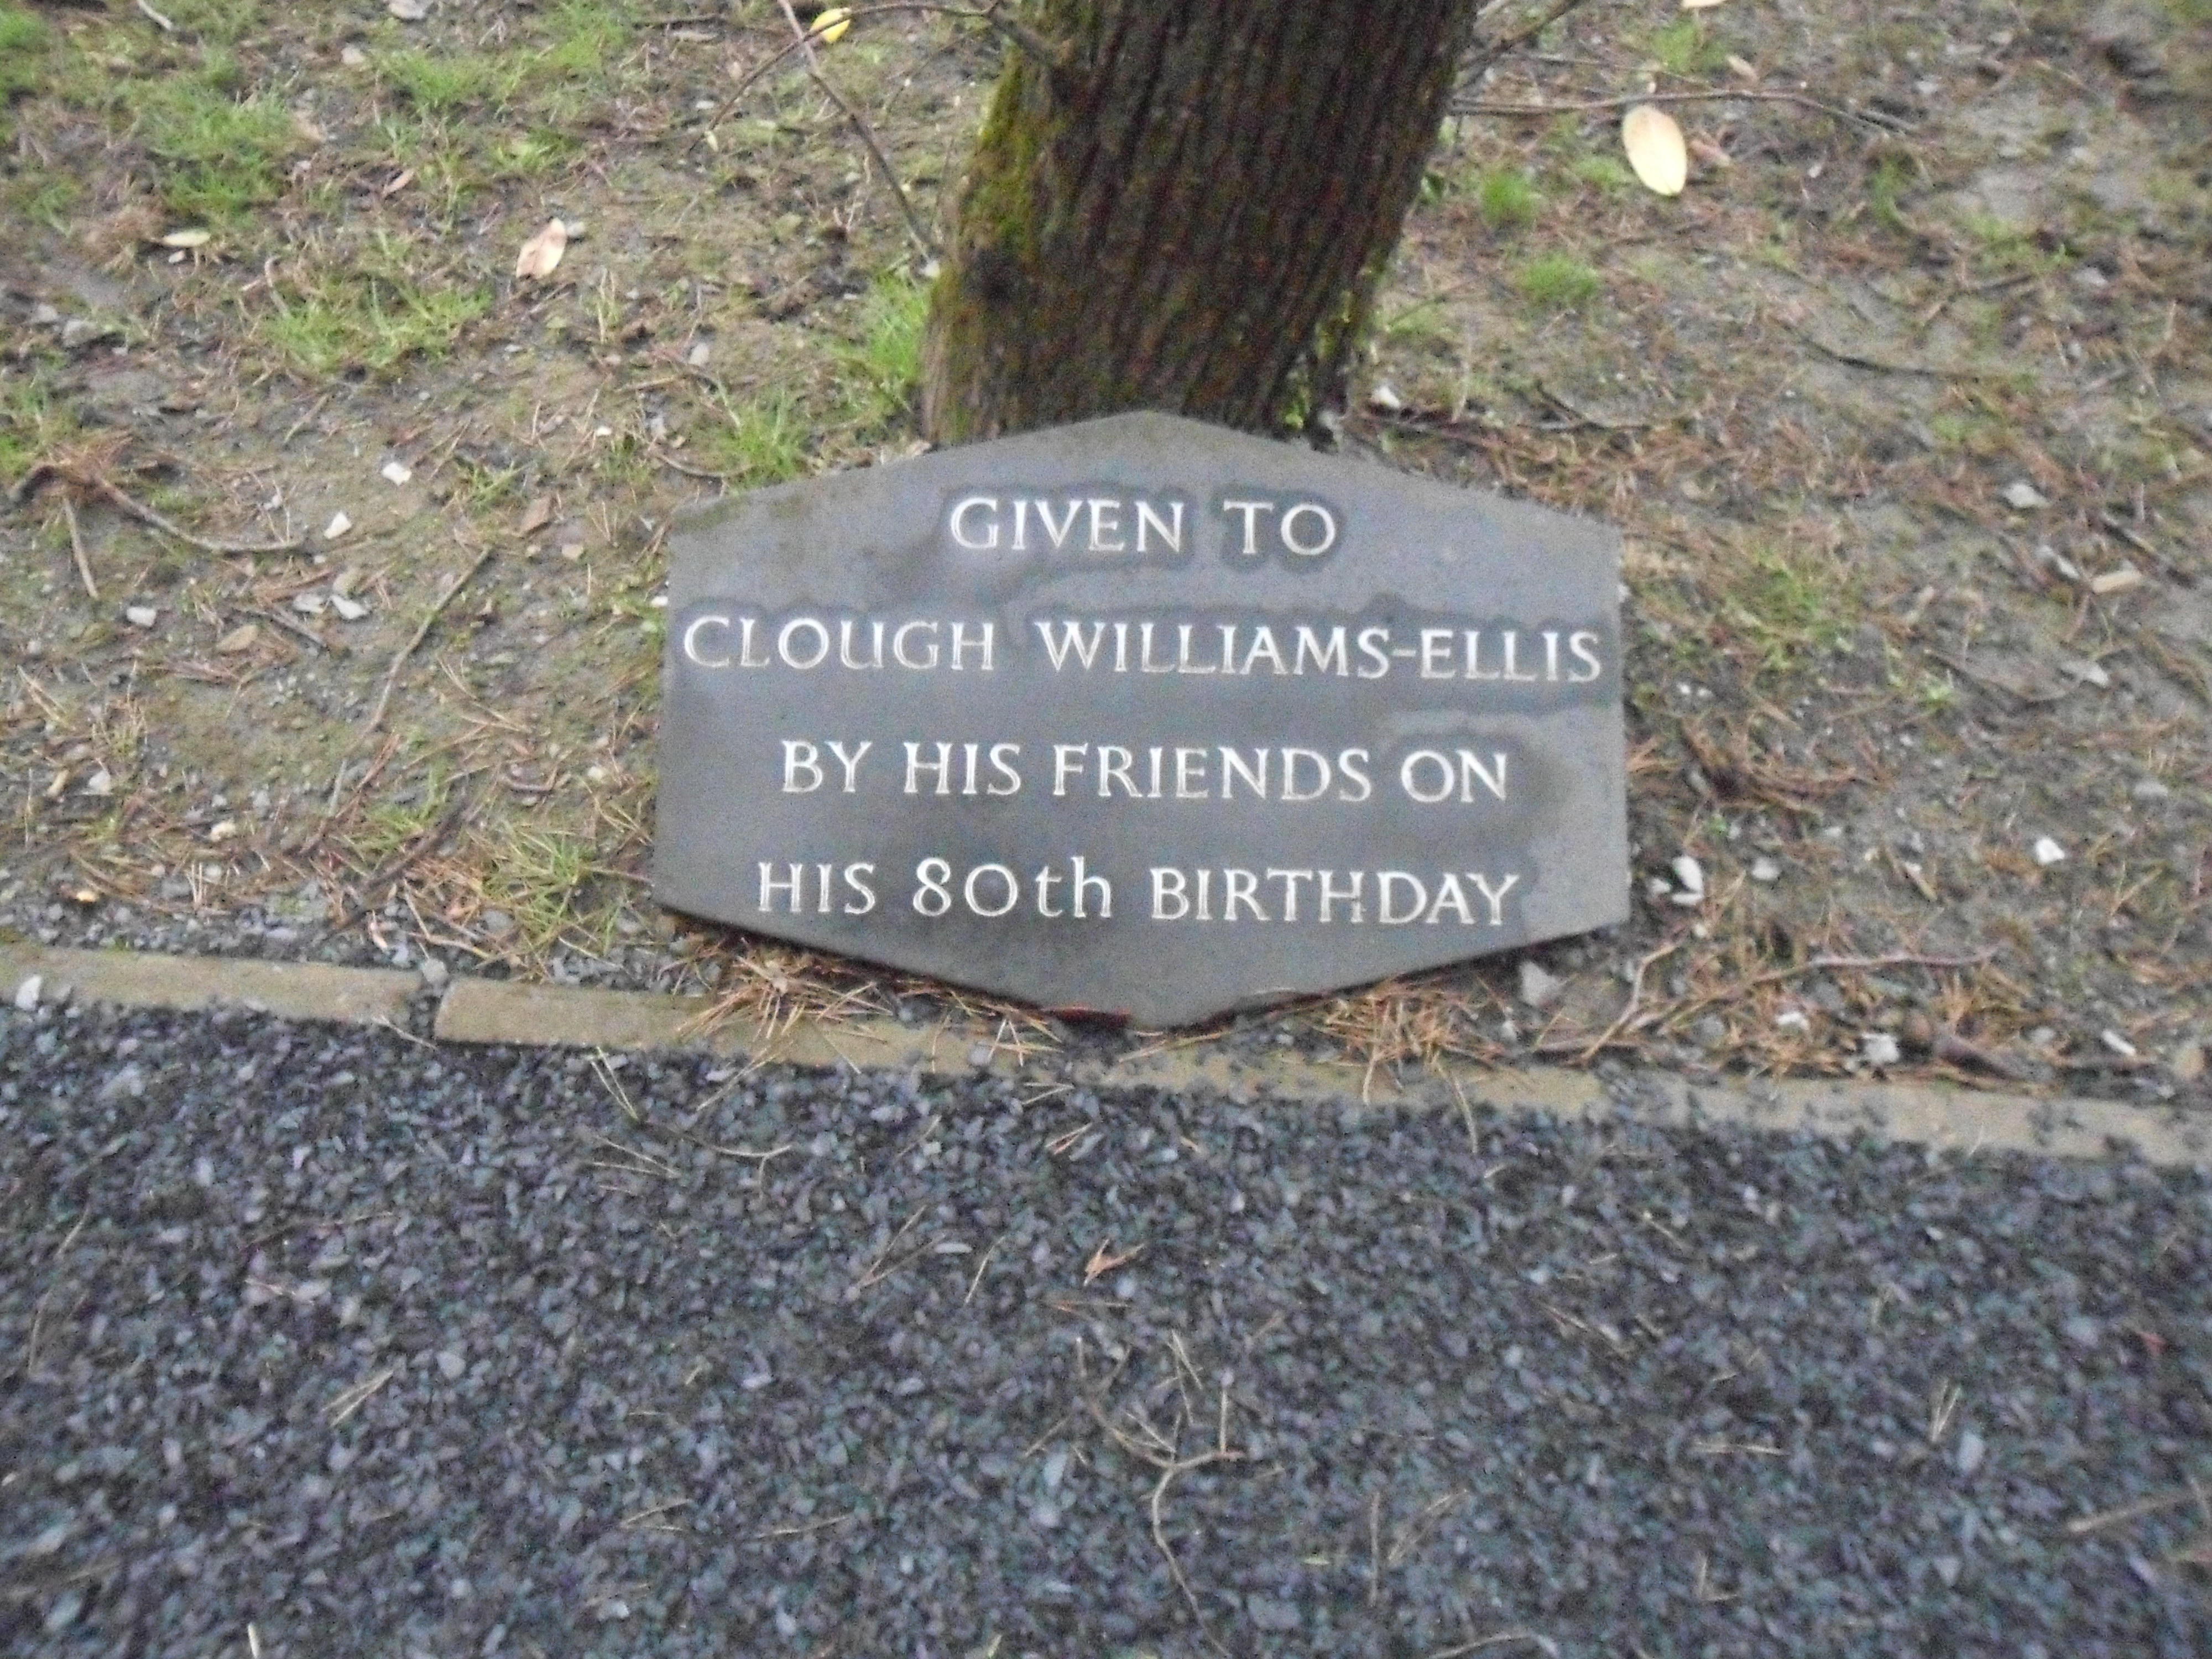 GIVEN TO
CLOUGH WILLIAMS-ELLIS
BY HIS FRIENDS ON
HIS 80th BIRTHDAY